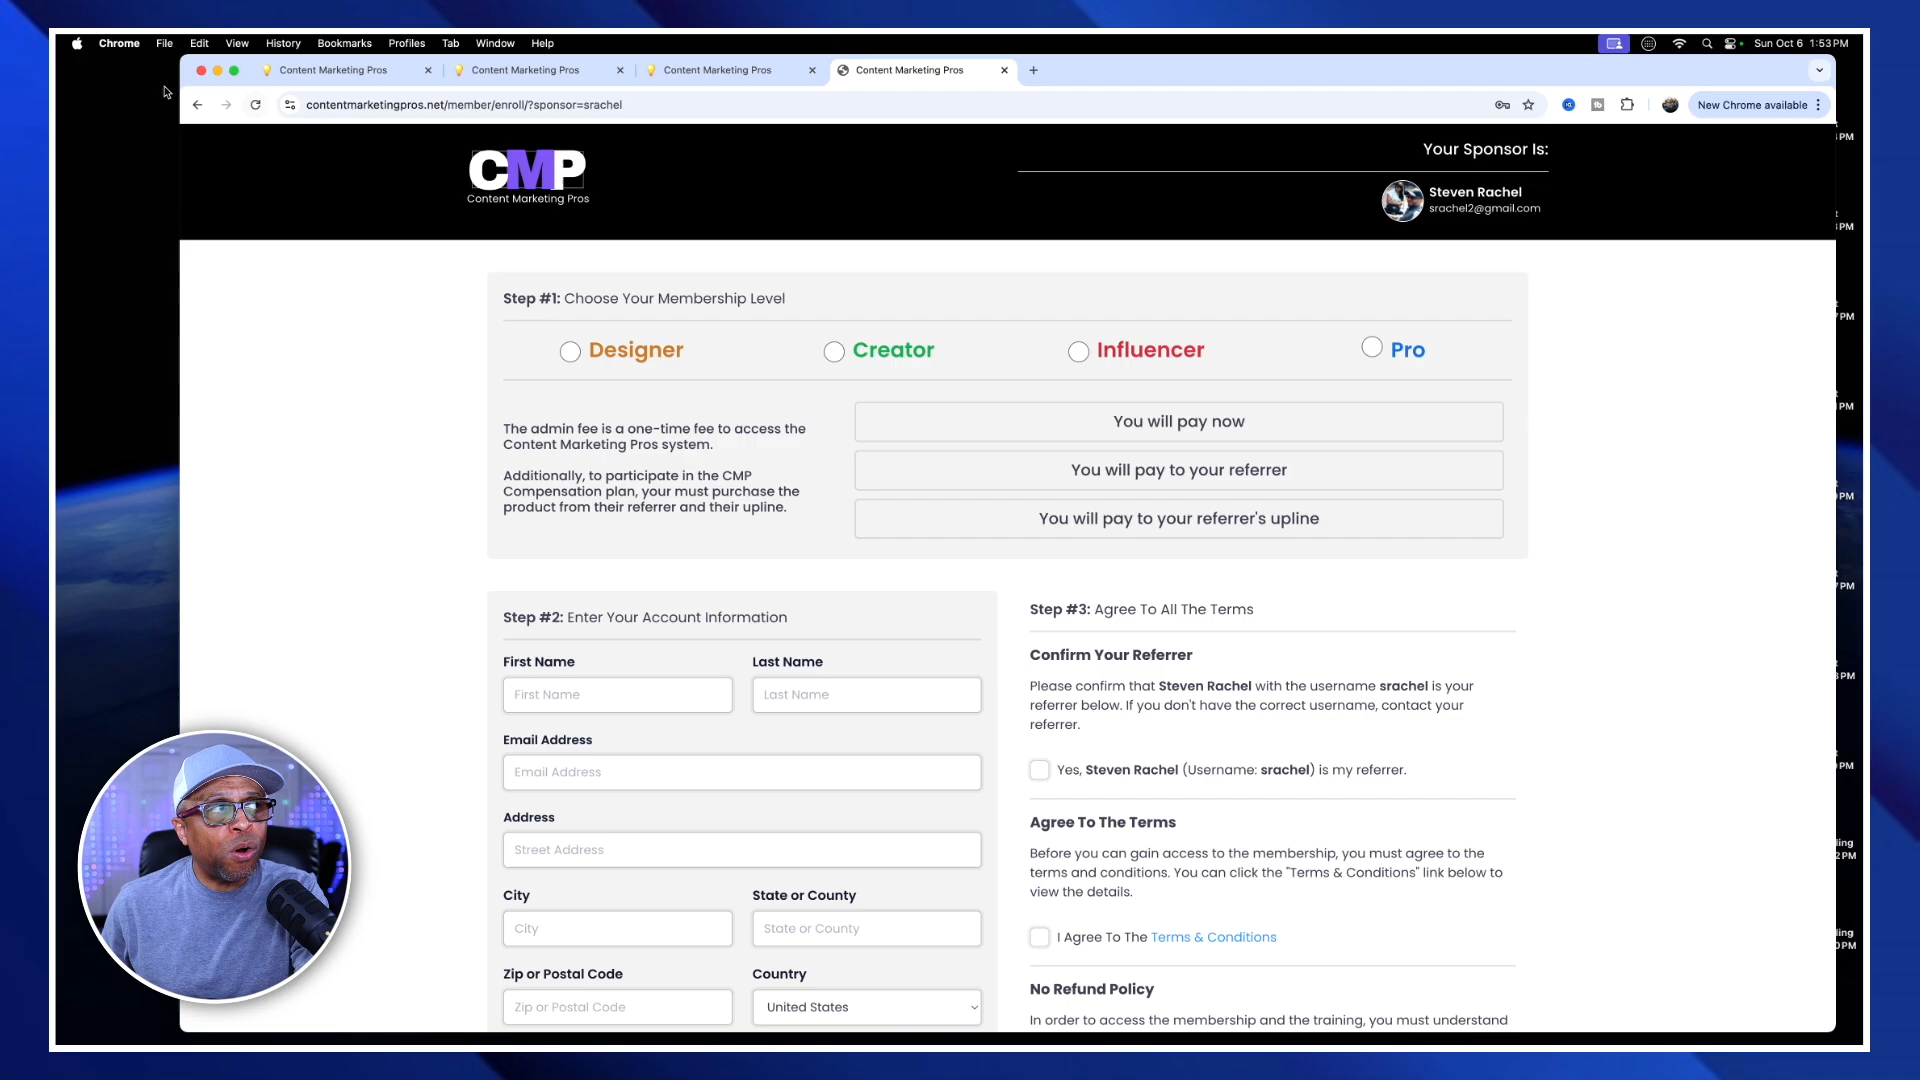 Chrome File Edit View History Bookmarks Profiles Tab Window Help
Sun Oct 6 1:53 PM
Content Marketing Pros
Content Marketing Pros
Content Marketing Pros
Content Marketing Pros
contentmarketingpros.net/member/enroll/?sponsor=srachel
New Chrome available
CMP
Content Marketing Pros
Your Sponsor Is:
Steven Rachel
srachel2@gmail.com
Step #1: Choose Your Membership Level
Designer
Creator
Influencer
Pro
The admin fee is a one-time fee to access the
Content Marketing Pros system.
Additionally, to participate in the CMP
Compensation plan, your must purchase the
product from their referrer and their upline.
You will pay now
You will pay to your referrer
You will pay to your referrer's upline
Step #2: Enter Your Account Information
First Name
Last Name
First Name
Last Name
Email Address
Email Address
Address
Street Address
City
State or County
City
State or County
Zip or Postal Code
Country
Zip or Postal Code
United States
Step #3: Agree To All The Terms
Confirm Your Referrer
Please confirm that Steven Rachel with the username srachel is your
referrer below. If you don't have the correct username, contact your
referrer.
Yes, Steven Rachel (Username: srachel) is my referrer.
Agree To The Terms
Before you can gain access to the membership, you must agree to the
terms and conditions. You can click the "Terms & Conditions" link below to
view the details.
I Agree To The Terms & Conditions
No Refund Policy
In order to access the membership and the training, you must understand